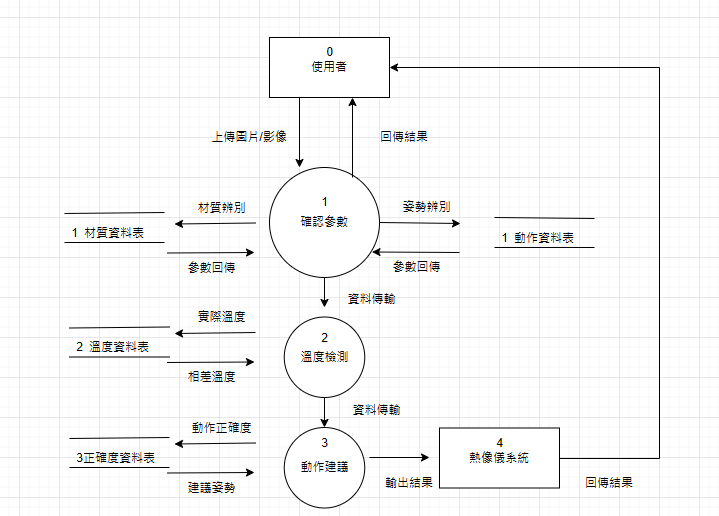 0
使用者
上傳圖片/影像
回傳結果
1
確認參數
材質辨別
姿勢辨別
1 材質資料表
1 動作資料表
參數回傳
參數回傳
資料傳輸
實際溫度
2
溫度檢測
2 溫度資料表
相差溫度
資料傳輸
動作正確度
3
動作建議
4
熱像儀系統
3正確度資料表
建議姿勢
輸出結果
回傳結果